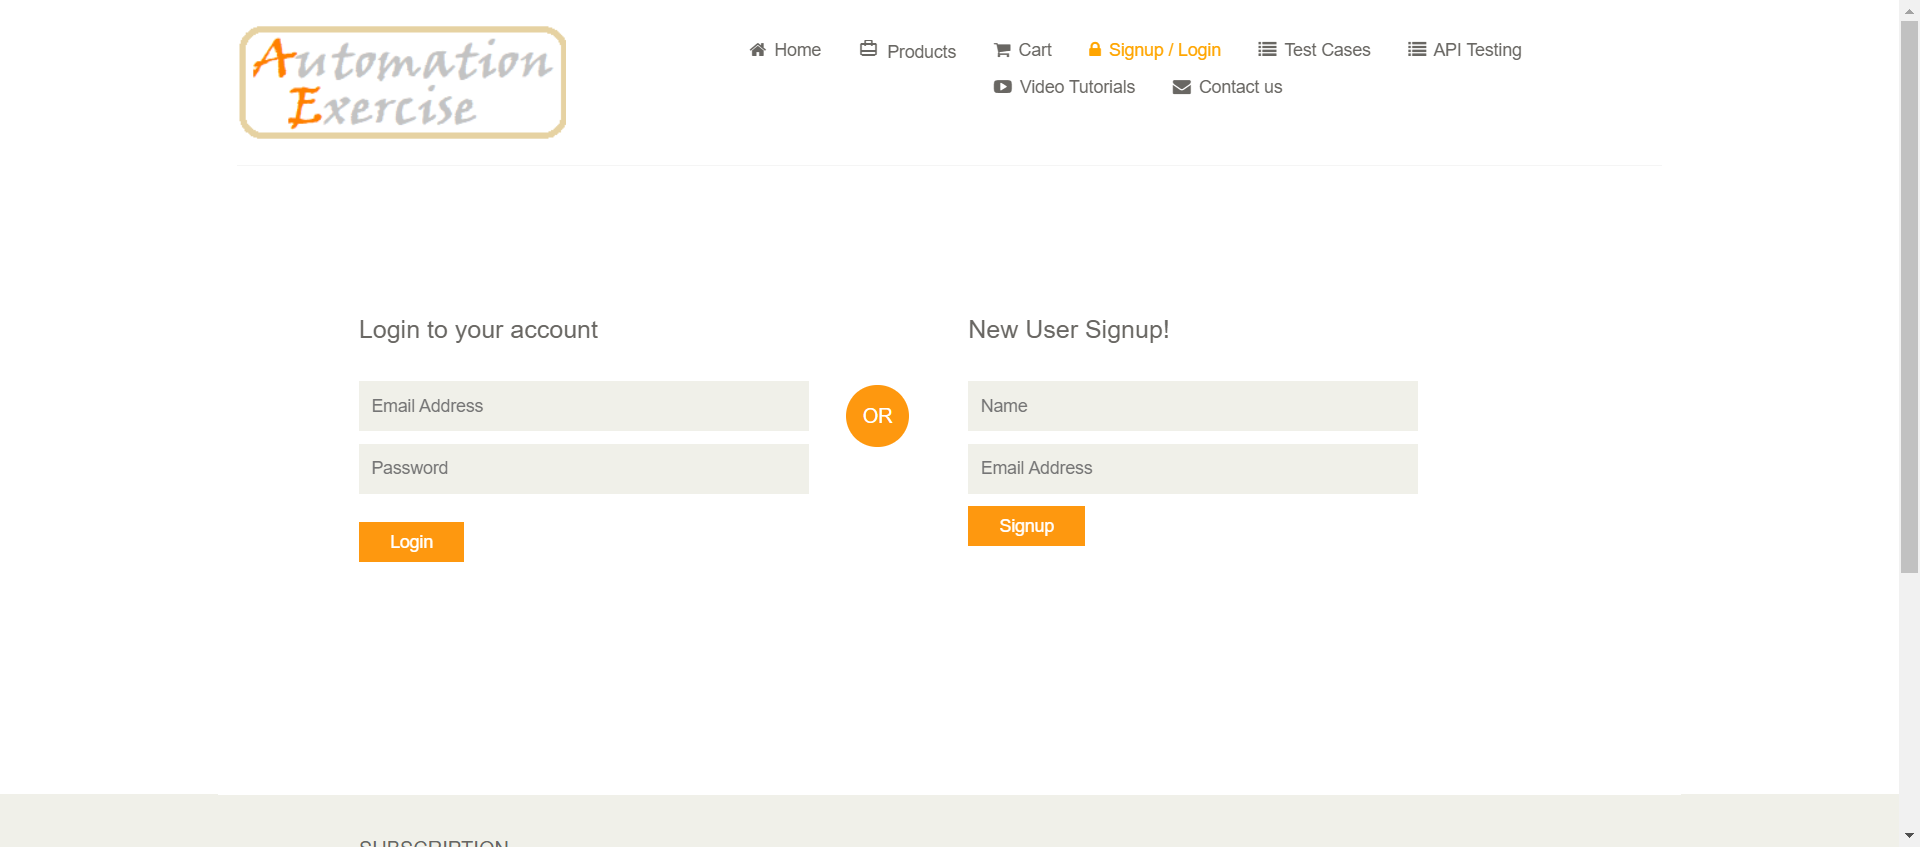 Automation
Exercise
Home Products Cart Signup / Login Test Cases API Testing
Video Tutorials Contact us
Login to your account
Email Address
Password
Login
OR
New User Signup!
Name
Email Address
Signup
SUBSCRIPTION